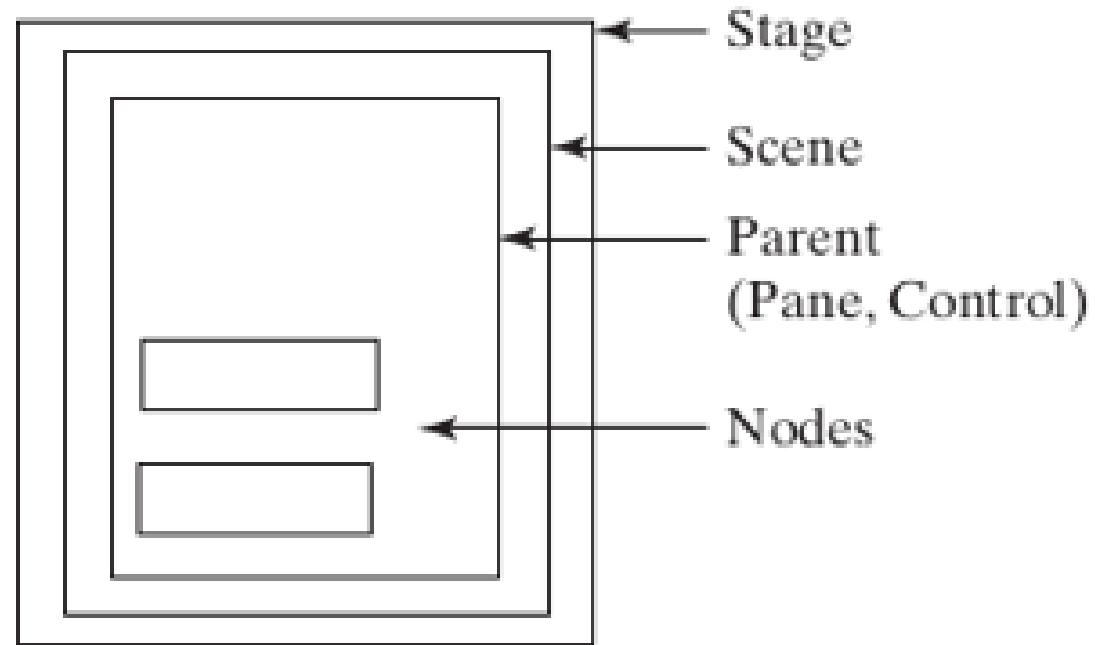 Stage
Scene
Parent
(Pane, Control)
Nodes